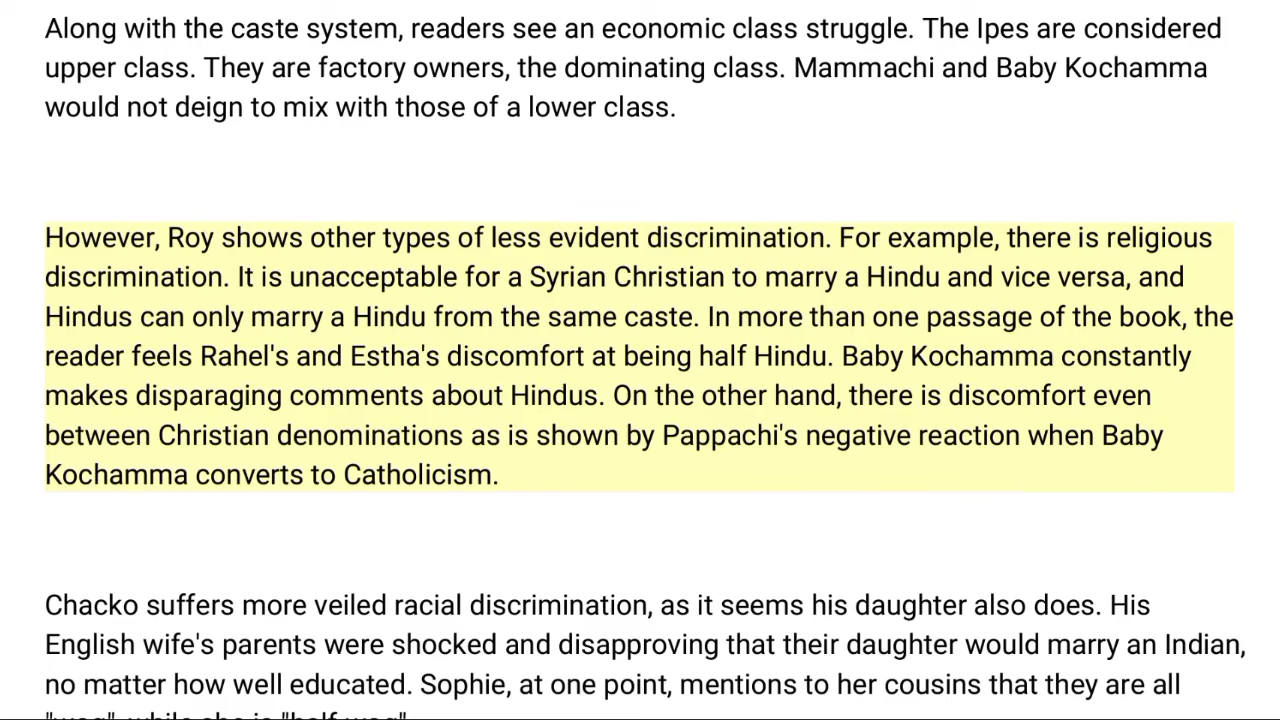 Along with the caste system, readers see an economic class struggle. The Ipes are considered
upper class. They are factory owners, the dominating class. Mammachi and Baby Kochamma
would not deign to mix with those of a lower class.
However, Roy shows other types of less evident discrimination. For example, there is religious
discrimination. It is unacceptable for a Syrian Christian to marry a Hindu and vice versa, and
Hindus can only marry a Hindu from the same caste. In more than one passage of the book, the
reader feels Rahel's and Estha's discomfort at being half Hindu. Baby Kochamma constantly
makes disparaging comments about Hindus. On the other hand, there is discomfort even
between Christian denominations as is shown by Pappachi's negative reaction when Baby
Kochamma converts to Catholicism.
Chacko suffers more veiled racial discrimination, as it seems his daughter also does. His
English wife's parents were shocked and disapproving that their daughter would marry an Indian,
no matter how well educated. Sophie, at one point, mentions to her cousins that they are all